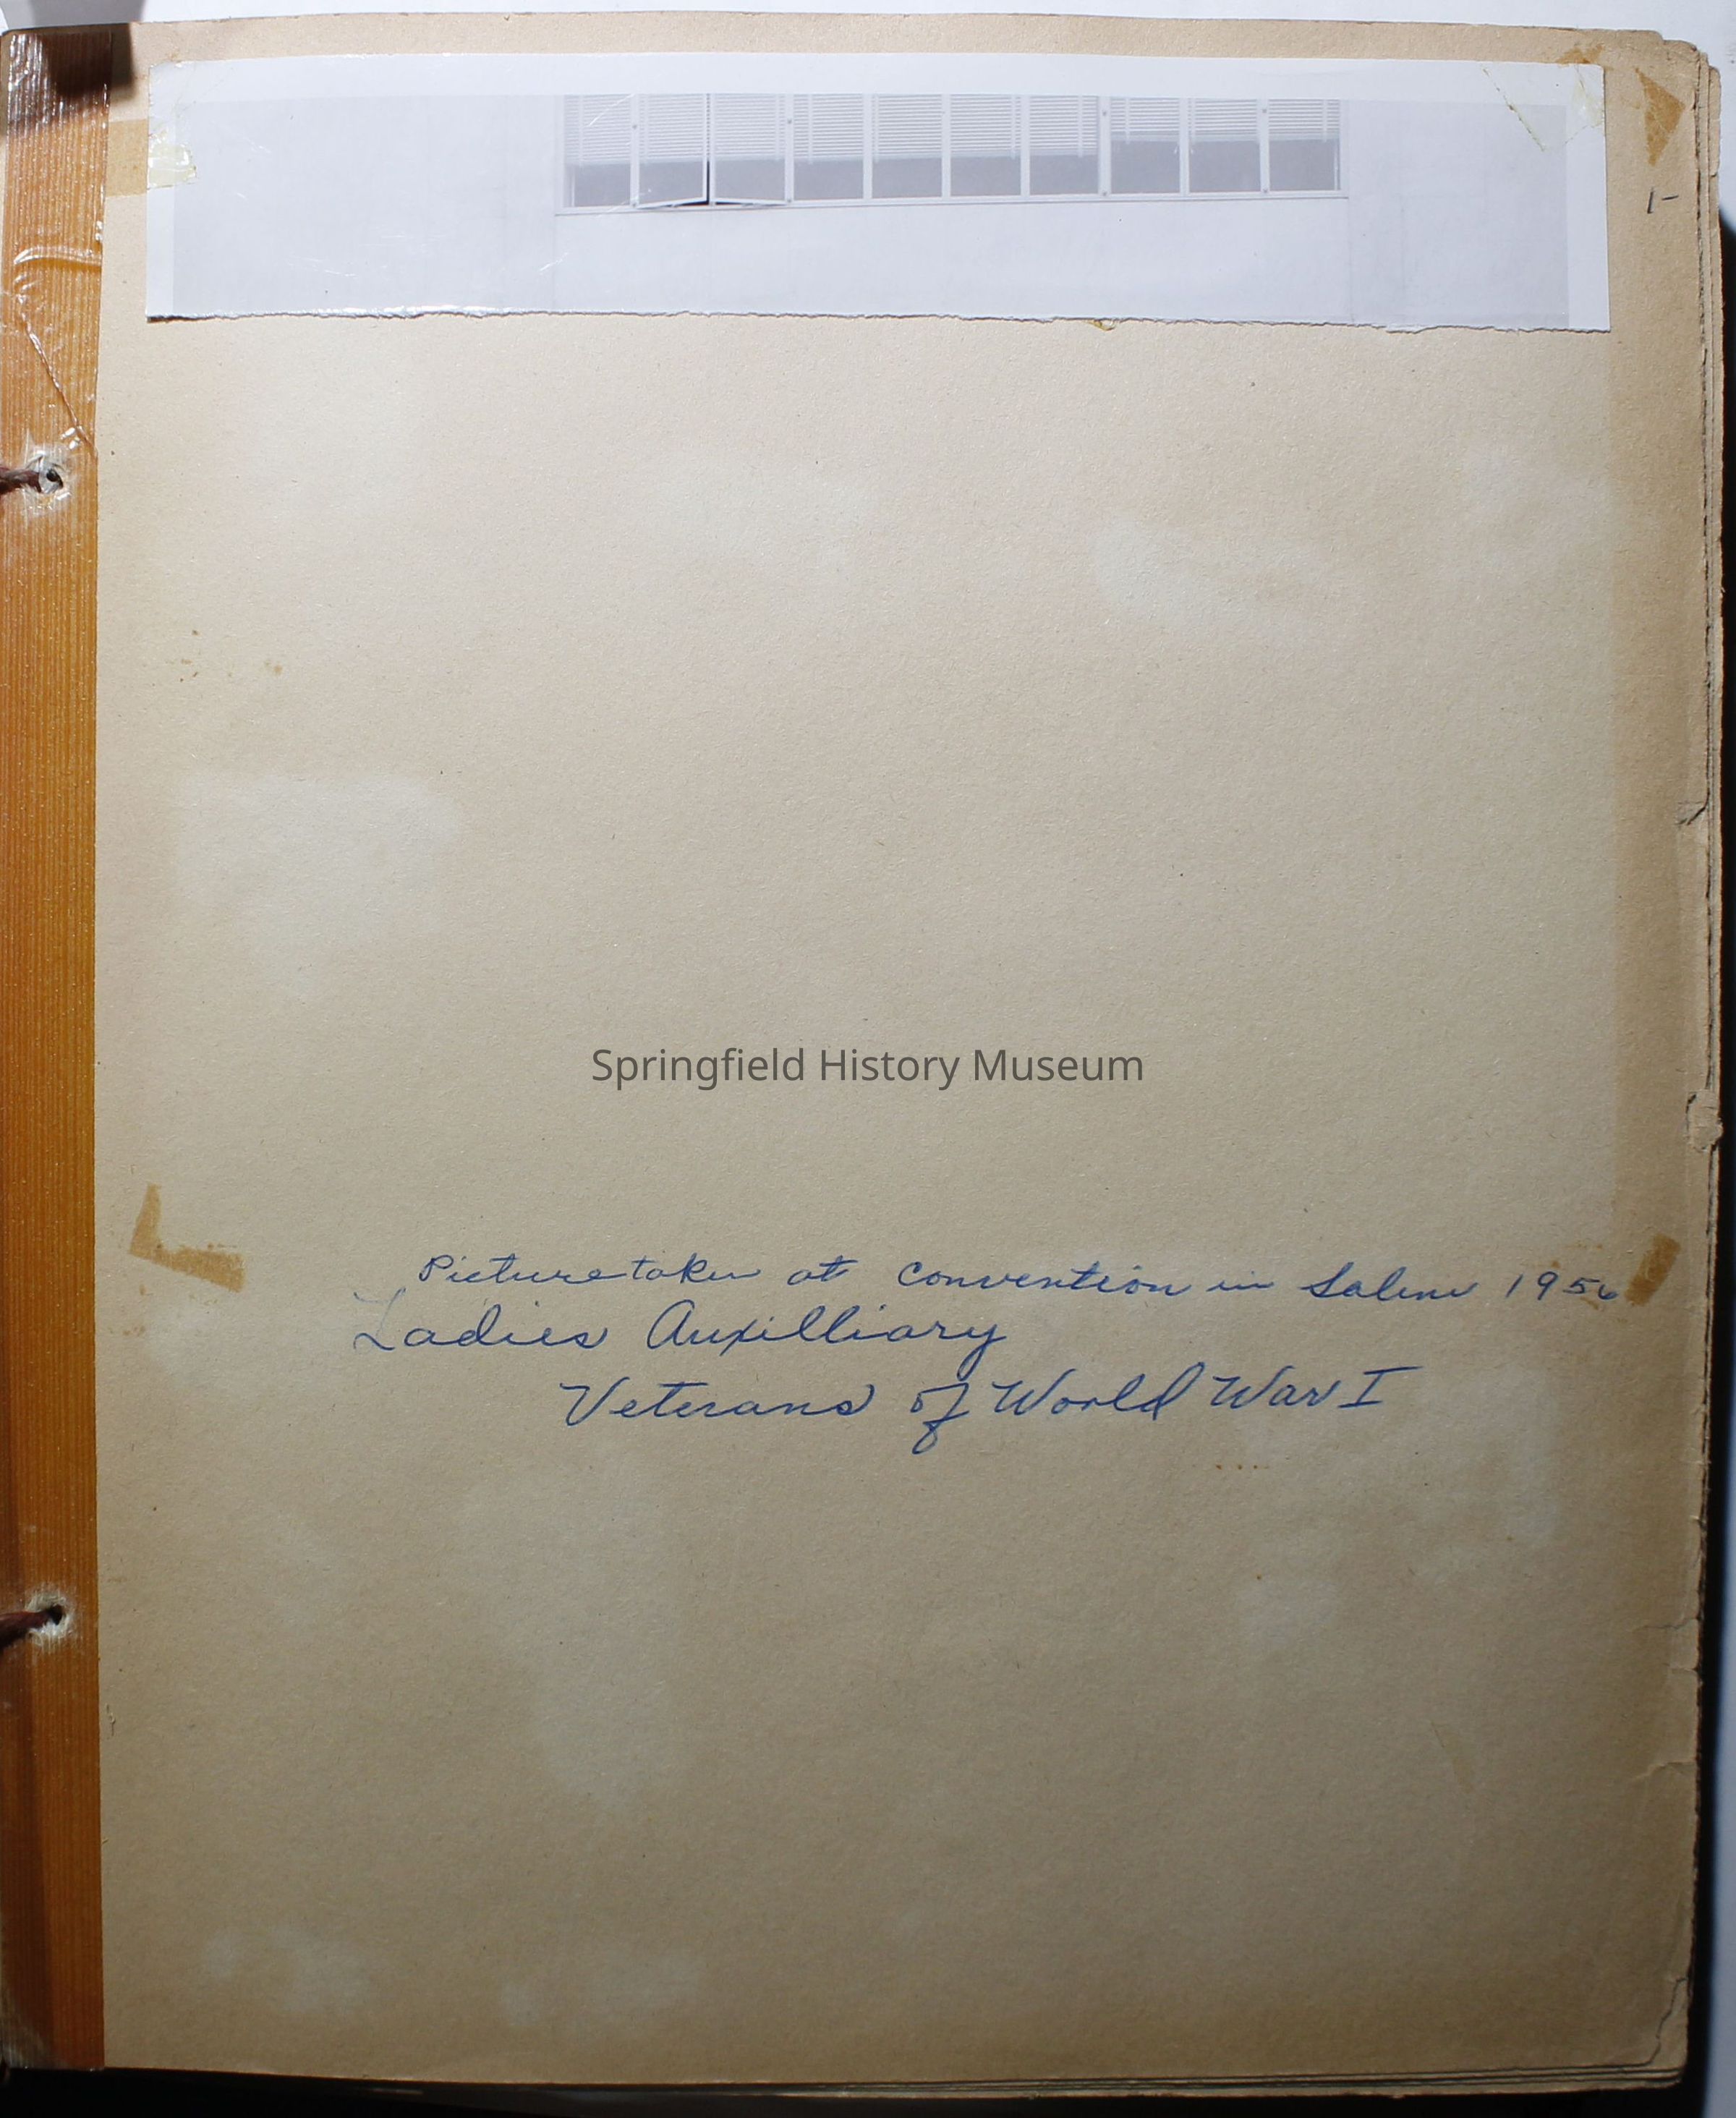 1-
Springfield History Museum
Picture taken at convention in Salem 1956
Ladies Auxilliary
Veterans of World War I